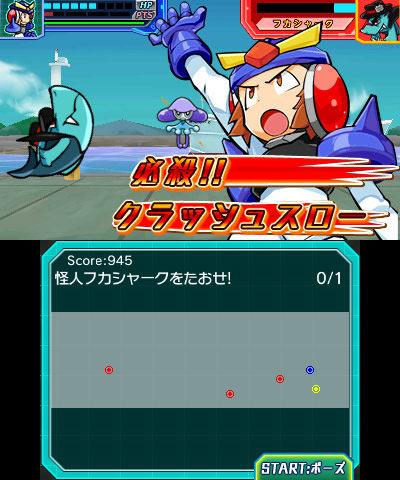 HP
PTS
フカシャーク
必殺!!
クラッシュスロー
Score:945
怪人フカシャークをたおせ! 0/1
START:ポーズ